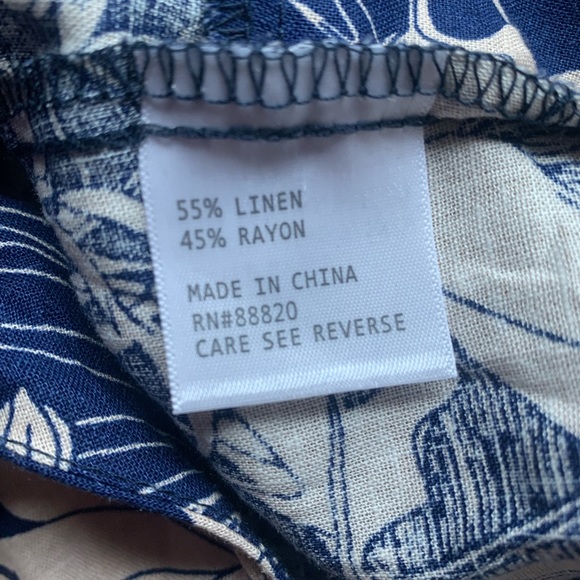 55% LINEN
45% RAYON
MADE IN CHINA
RN#88820
CARE SEE REVERSE